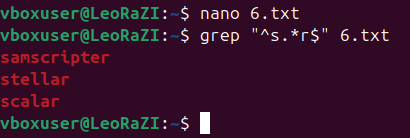 vboxuser@LeoRaZI:~$ nano 6.txt
vboxuser@LeoRaZI:~$ grep "^s.*r$" 6.txt
samscripter
stellar
scalar
vboxuser@LeoRaZI:~$